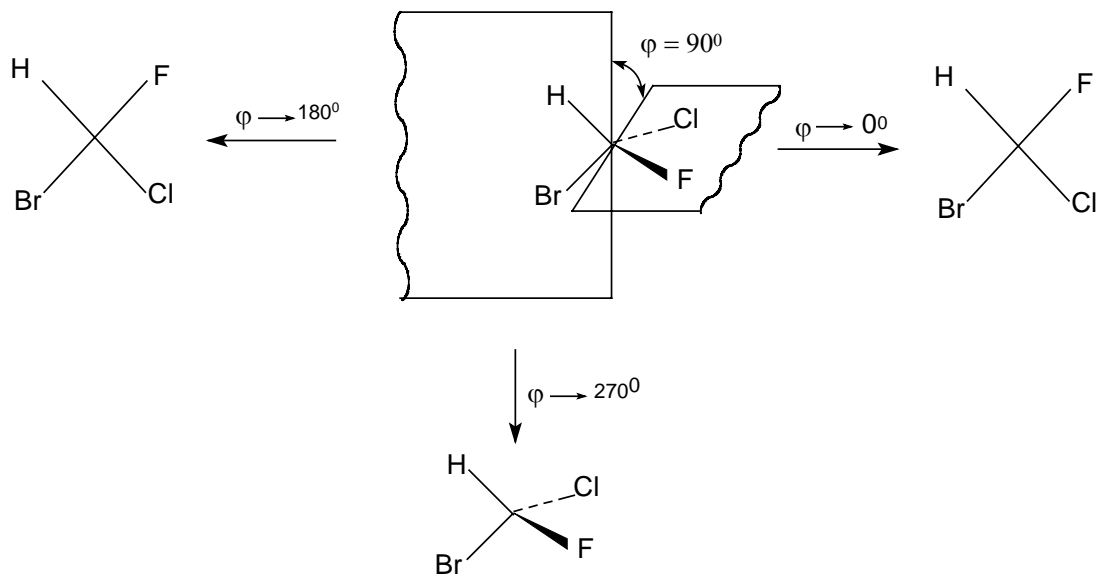 H
F
Br
Cl
φ → 180⁰
φ = 90⁰
H
Cl
Br
F
φ → 0⁰
H
F
Br
Cl
φ → 270⁰
H
Cl
Br
F